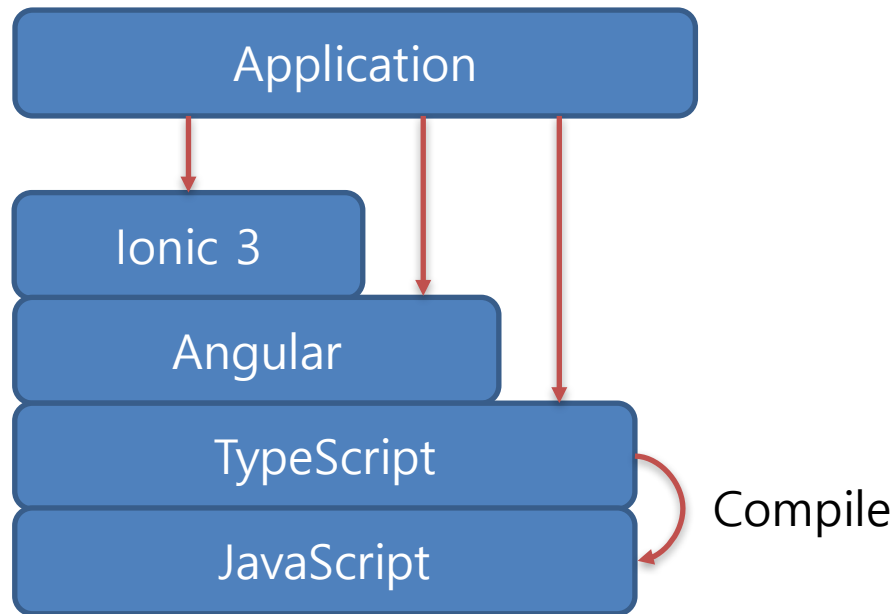 Application
Ionic 3
Angular
TypeScript
Compile
JavaScript